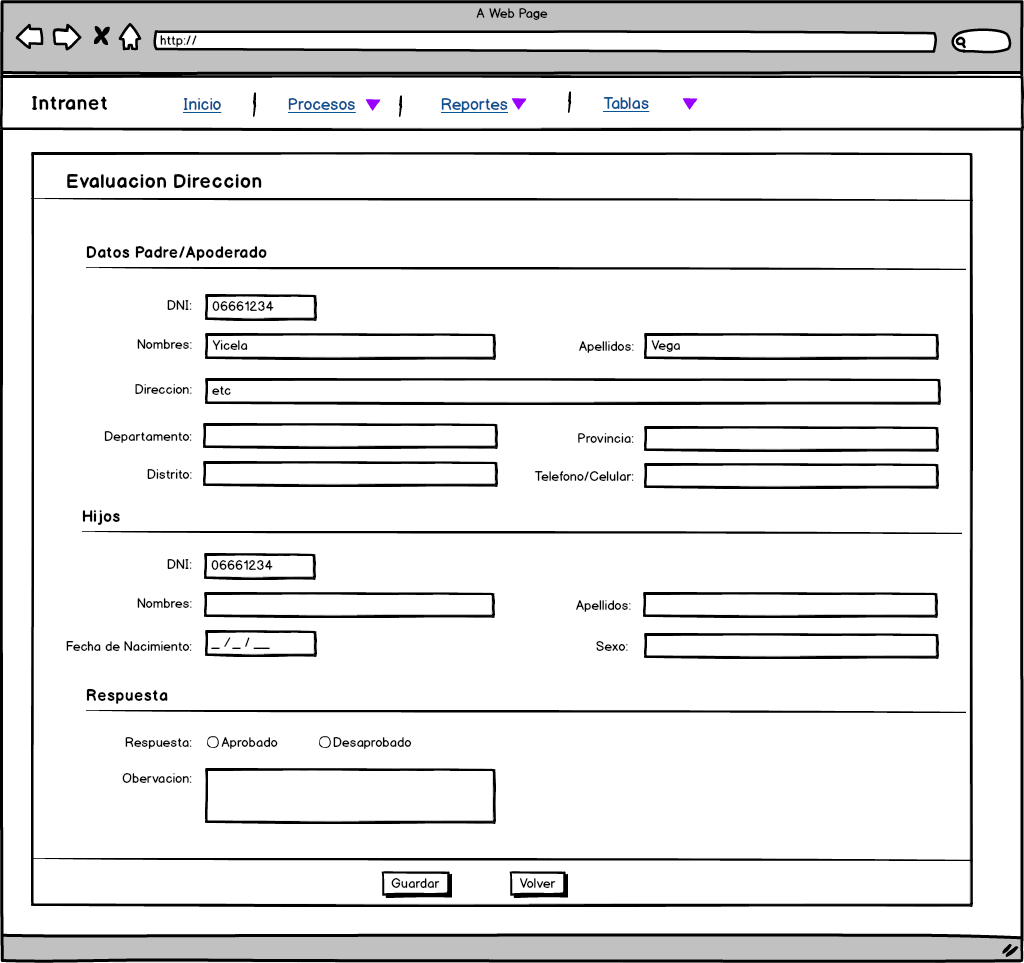 A Web Page
http://
Intranet Inicio Procesos Reportes Tablas
Evaluacion Direccion
Datos Padre/Apoderado
DNI: 06661234
Nombres: Yicela Apellidos: Vega
Direccion: etc
Departamento: Provincia:
Distrito: Telefono/Celular:
Hijos
DNI: 06661234
Nombres: Apellidos:
Fecha de Nacimiento: _ / _ / __ Sexo:
Respuesta
Respuesta: Aprobado Desaprobado
Obervacion:
Guardar Volver